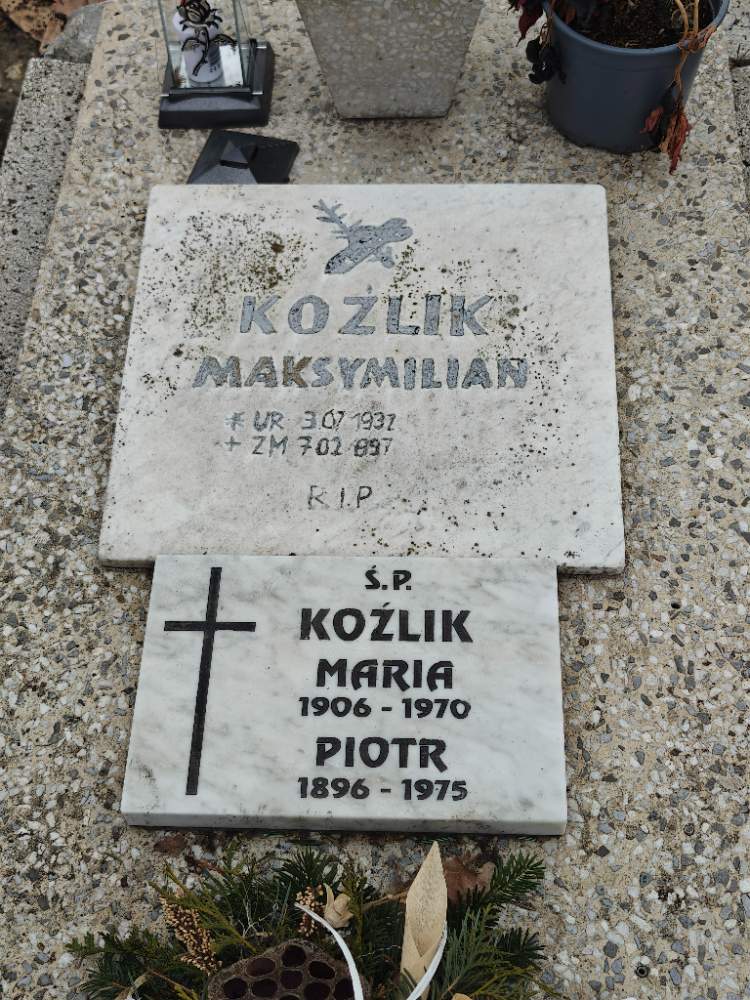 KOŹLIK
MAKSYMILIAN
* UR 3.07 1937
+ ZM 7.02 1997
R.I.P
Ś.P.
KOŹLIK
MARIA
1906 - 1970
PIOTR
1896 - 1975